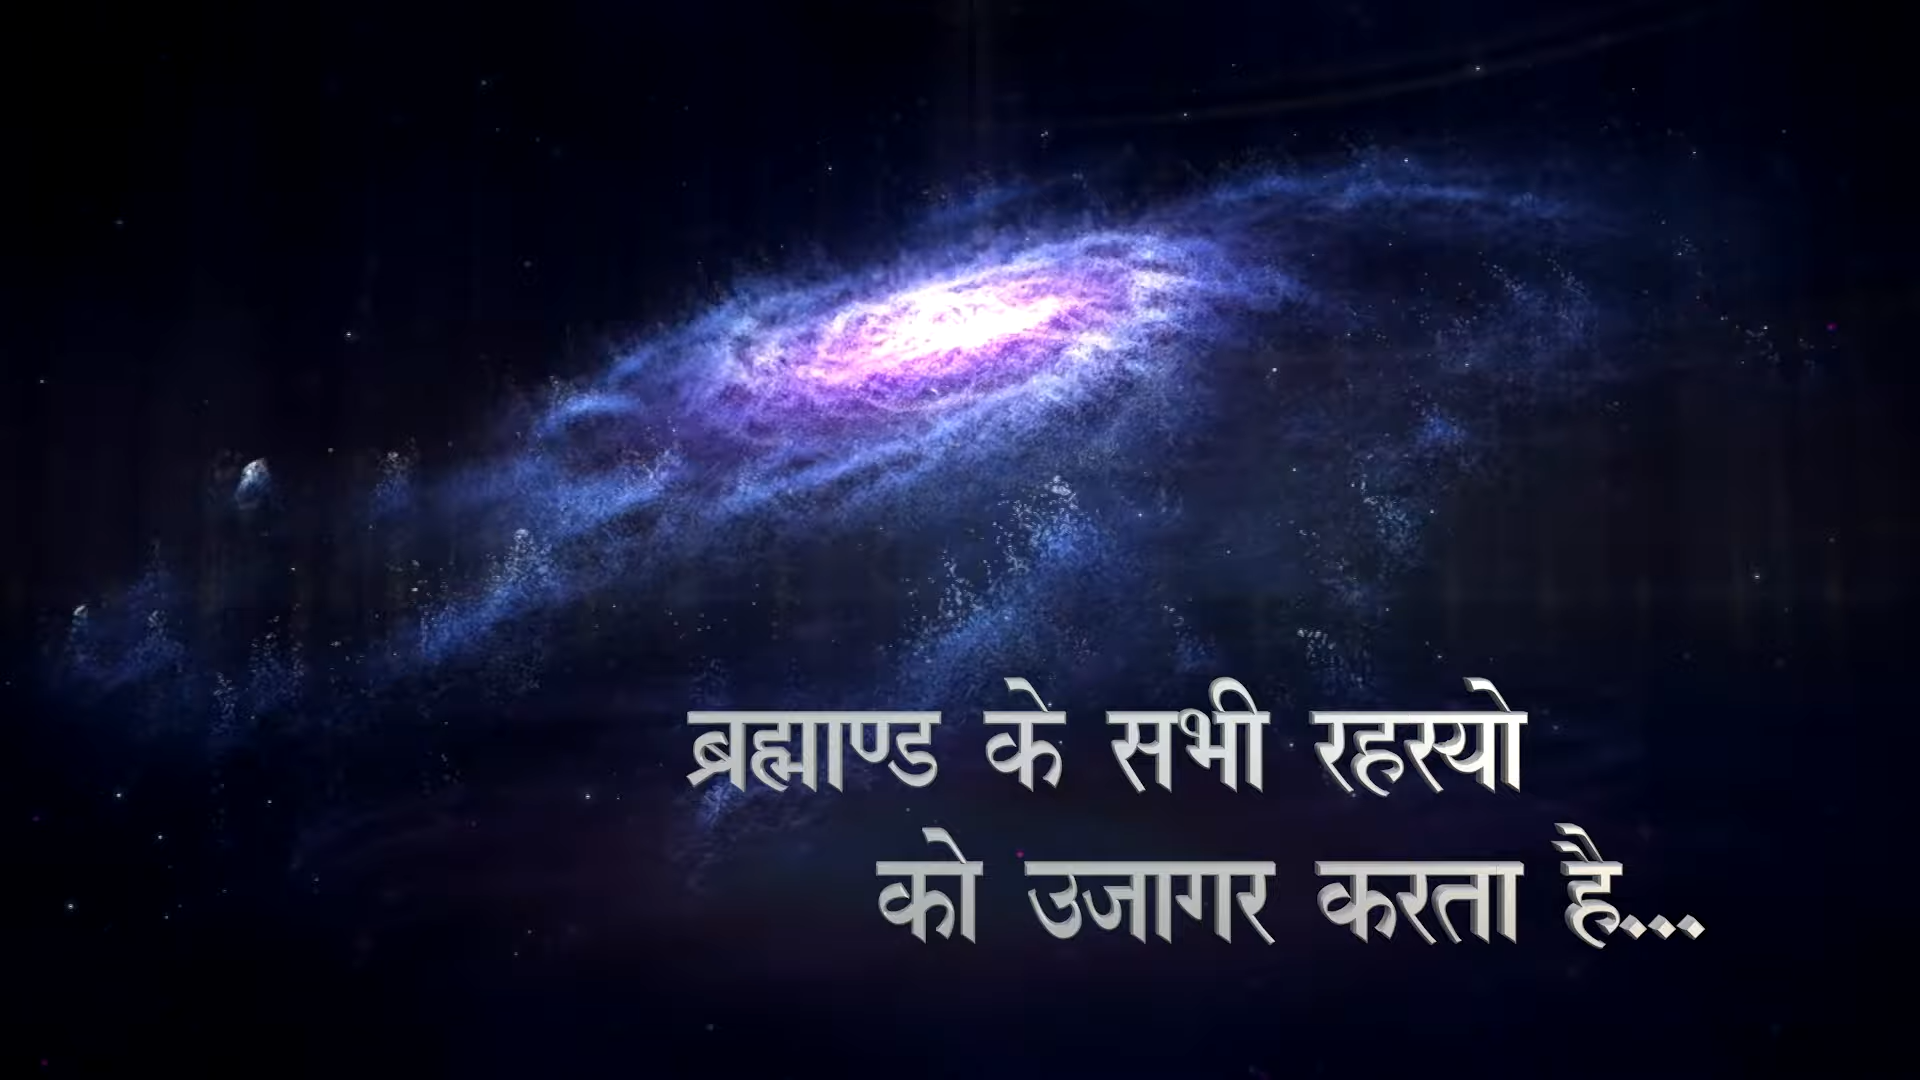 ब्रह्माण्ड के सभी रहस्यो
को उजागर करता है...